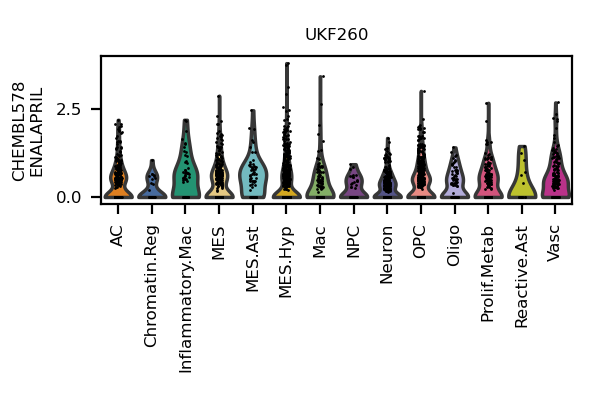 UKF260
CHEMBL578
ENALAPRIL
2.5
0.0
AC
Chromatin.Reg
Inflammatory.Mac
MES
MES.Ast
MES.Hyp
Mac
NPC
Neuron
OPC
Oligo
Prolif.Metab
Reactive.Ast
Vasc